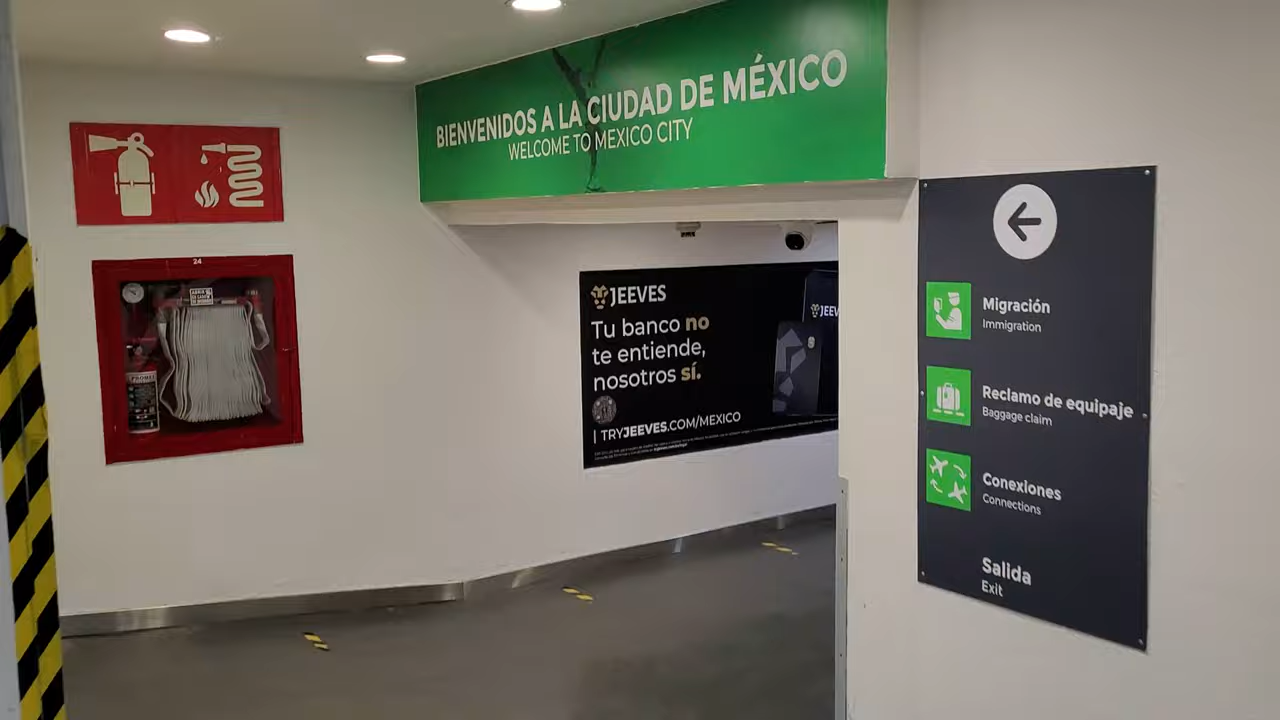 BIENVENIDOS A LA CIUDAD DE MÉXICO
WELCOME TO MEXICO CITY
24
JEEVES
Tu banco no
te entiende,
nosotros sí.
| TRYJEEVES.COM/MEXICO
Migración
Immigration
Reclamo de equipaje
Baggage claim
Conexiones
Connections
Salida
Exit